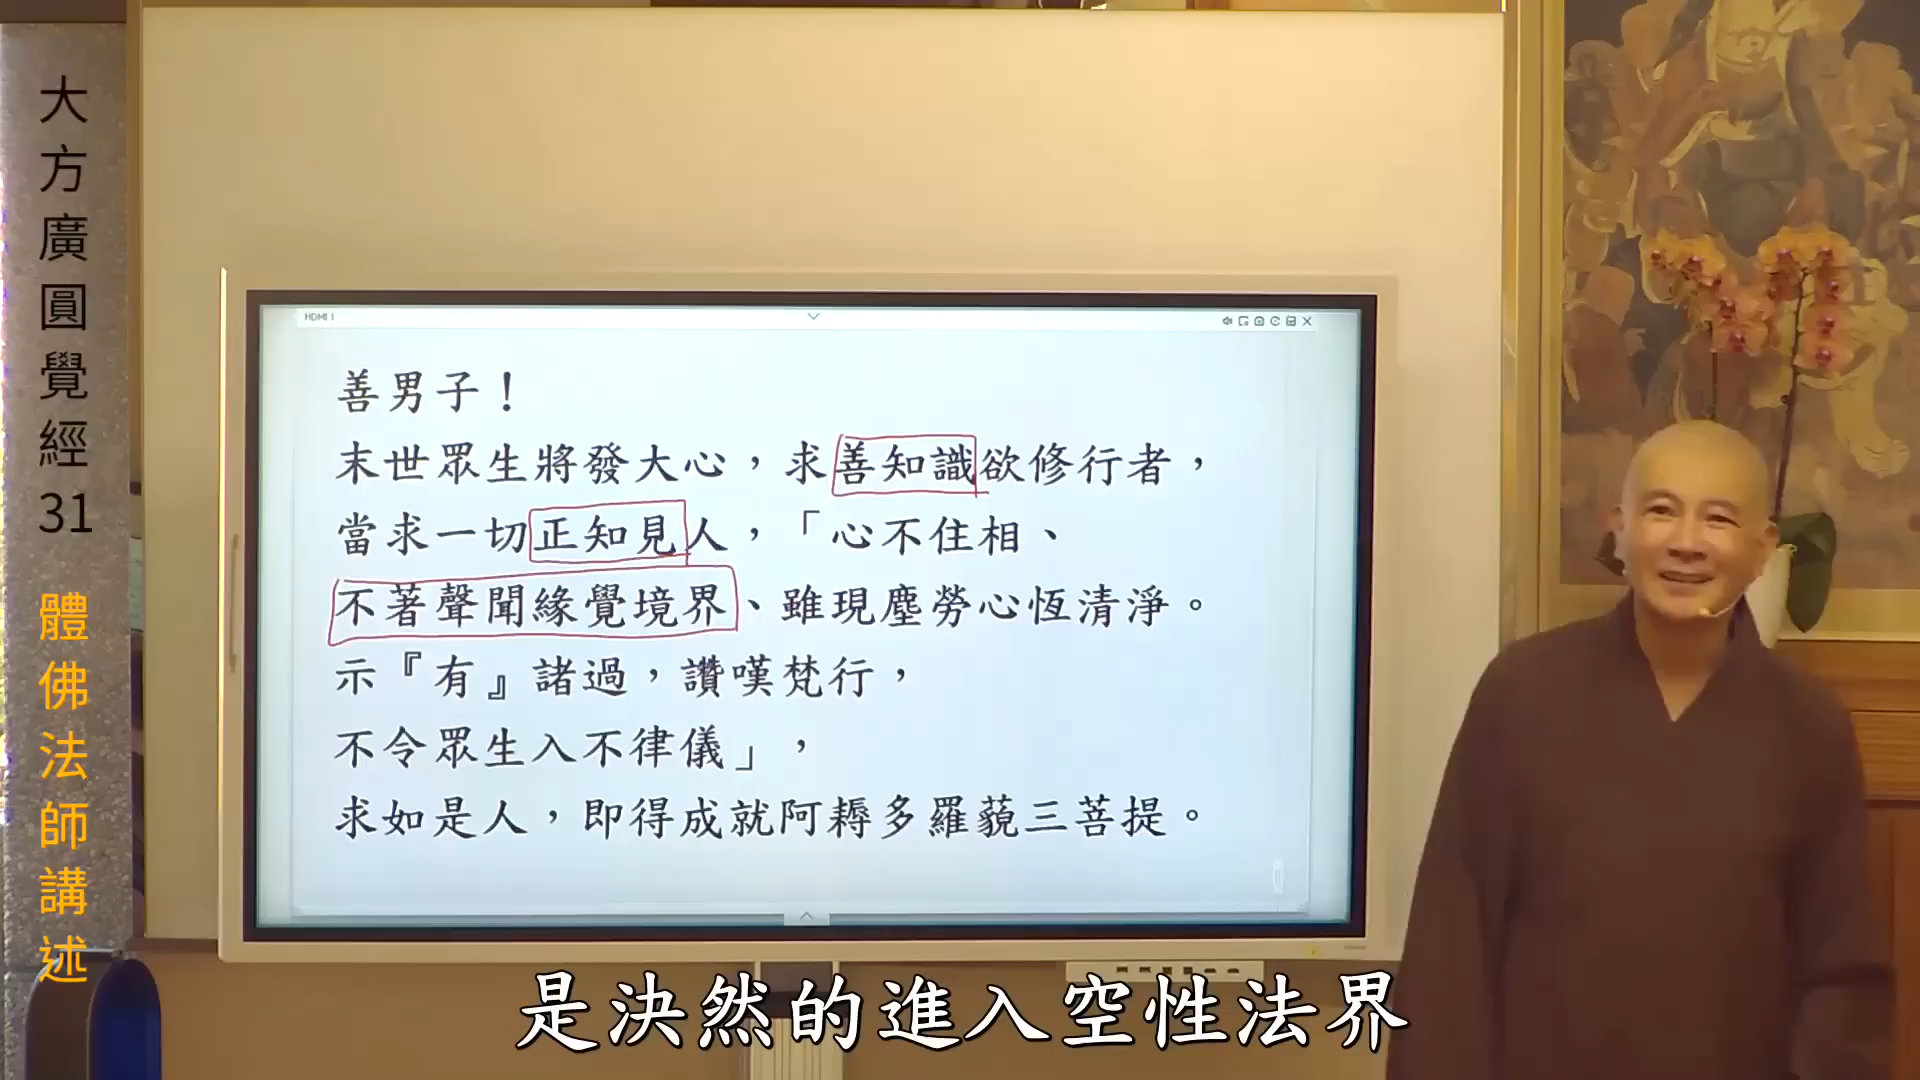 大方廣圓覺經31 體佛法師講述
HDMI 1
善男子！
末世眾生將發大心，求善知識欲修行者，
當求一切正知見人，「心不住相、
不著聲聞緣覺境界、雖現塵勞心恆清淨。
示『有』諸過，讚嘆梵行，
不令眾生入不律儀」，
求如是人，即得成就阿耨多羅藐三菩提。
是決然的進入空性法界